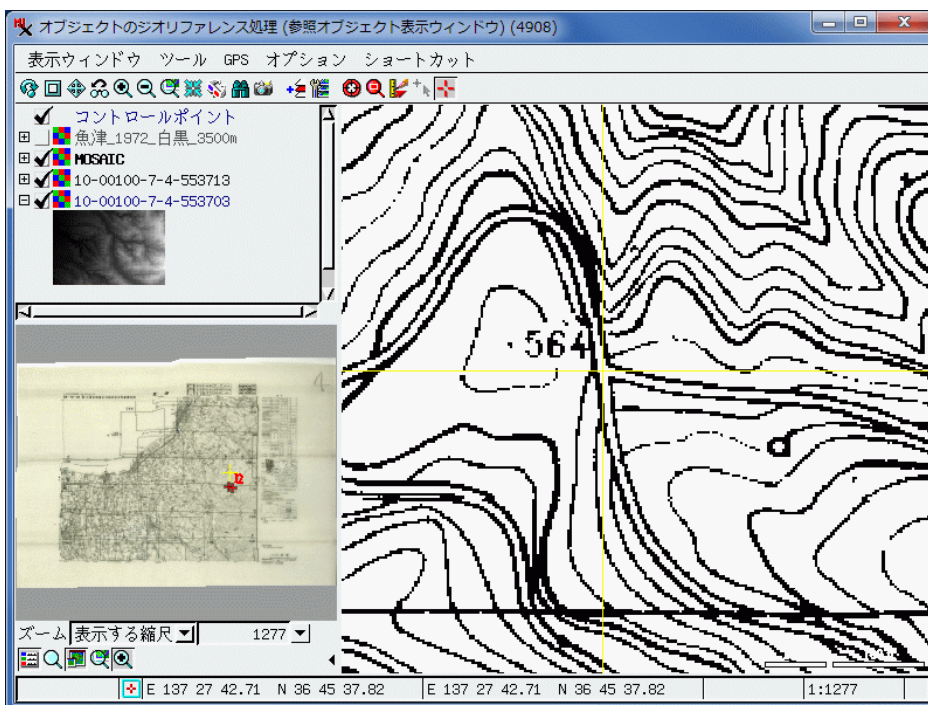 オブジェクトのジオリファレンス処理 (参照オブジェクト表示ウィンドウ) (4908)
表示ウィンドウ ツール GPS オプション ショートカット
コントロールポイント
魚津_1972_白黒_3500m
MOSAIC
10-00100-7-4-553713
10-00100-7-4-553703
564
4
12
ズーム 表示する縮尺 1277
E 137 27 42.71 N 36 45 37.82 E 137 27 42.71 N 36 45 37.82 1:1277